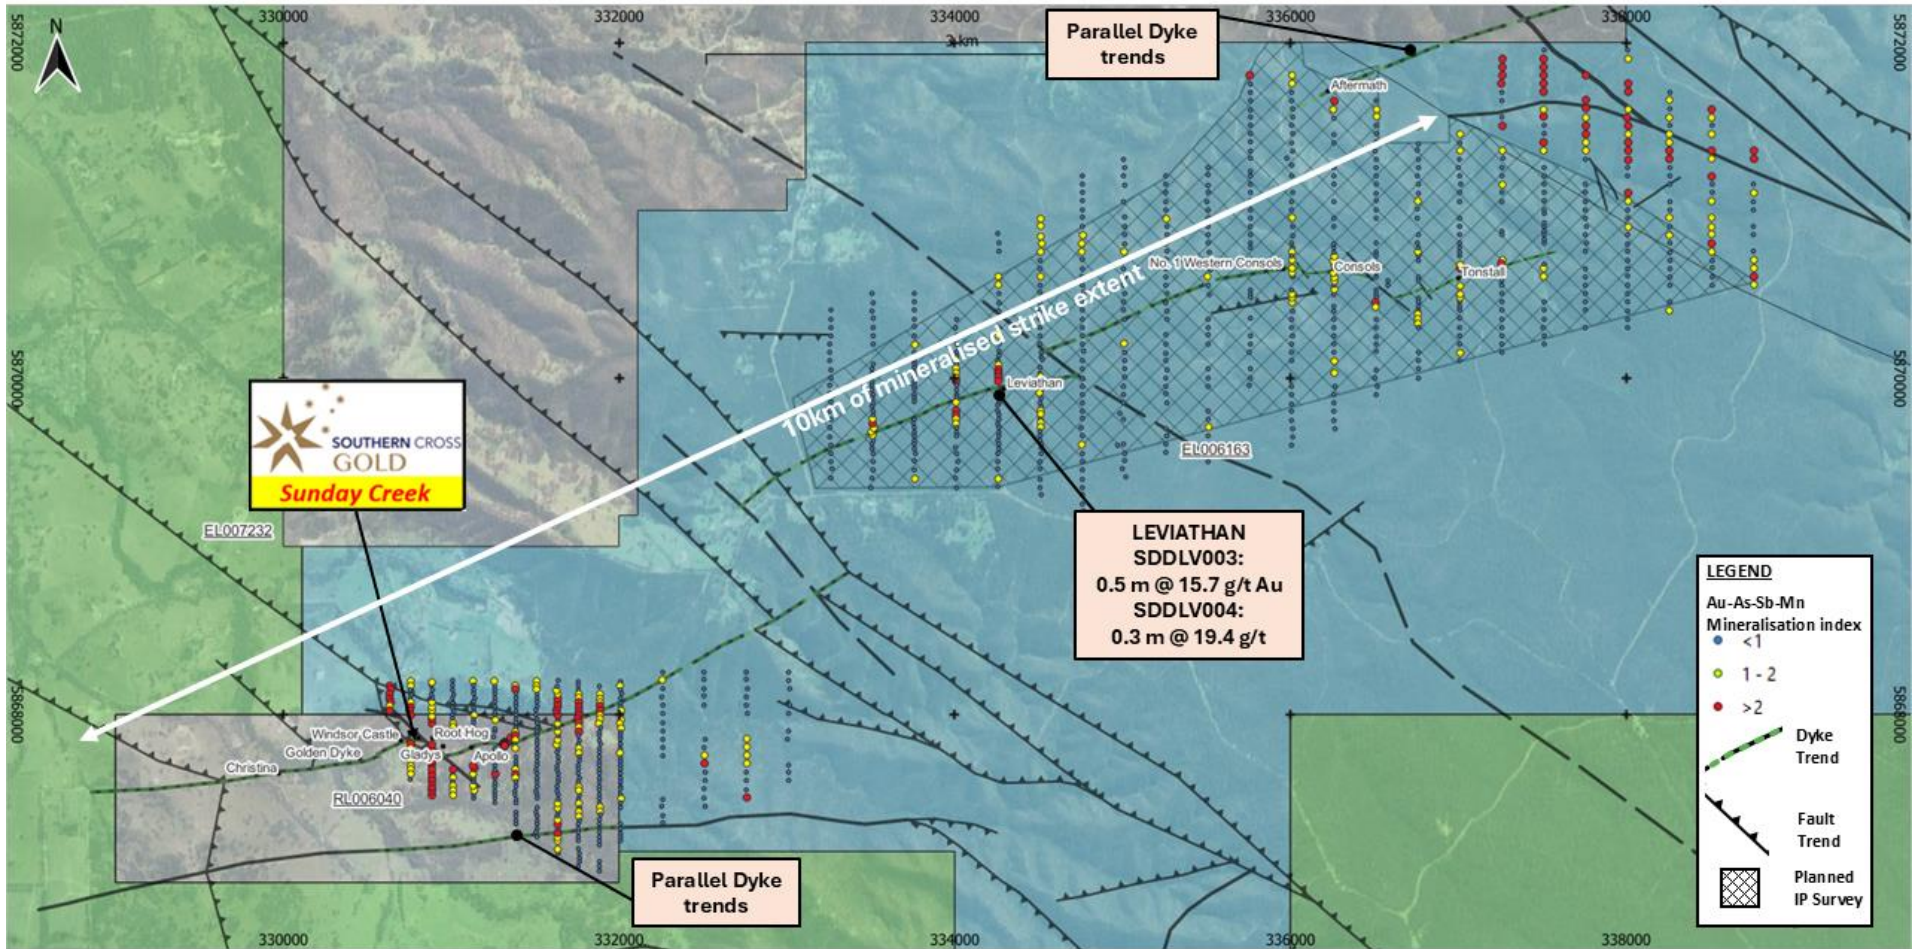 330000
332000
334000
336000
338000
5872000
N
3 km
Parallel Dyke
trends
5872000
Aftermath
No. 1 Western Consols
Consols
Tonstall
10km of mineralised strike extent
5870000
Leviathan
5870000
SOUTHERN CROSS
GOLD
Sunday Creek
EL006163
EL007232
LEVIATHAN
SDDLV003:
0.5 m @ 15.7 g/t Au
SDDLV004:
0.3 m @ 19.4 g/t
LEGEND
Au-As-Sb-Mn
Mineralisation index
<1
1 - 2
>2
Dyke
Trend
Fault
Trend
Planned
IP Survey
5868000
5868000
Windsor Castle
Root Hog
Golden Dyke
Gladys
Apollo
Christina
RL006040
Parallel Dyke
trends
330000
332000
334000
336000
338000